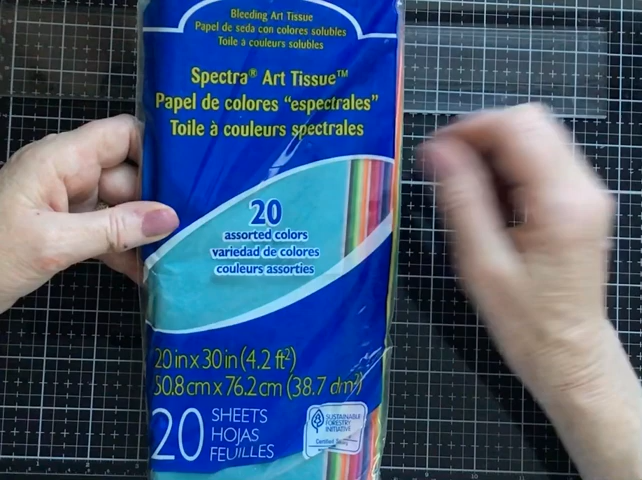 Bleeding Art Tissue
Papel de seda con colores solubles
Toile à couleurs solubles
Spectra® Art Tissue™
Papel de colores “espectrales”
Toile à couleurs spectrales
20
assorted colors
variedad de colores
couleurs assorties
20 in x 30 in (4.2 ft²)
50.8 cm x 76.2 cm (38.7 dm²)
20 SHEETS
HOJAS
FEUILLES
SUSTAINABLE
FORESTRY
INITIATIVE
Certified